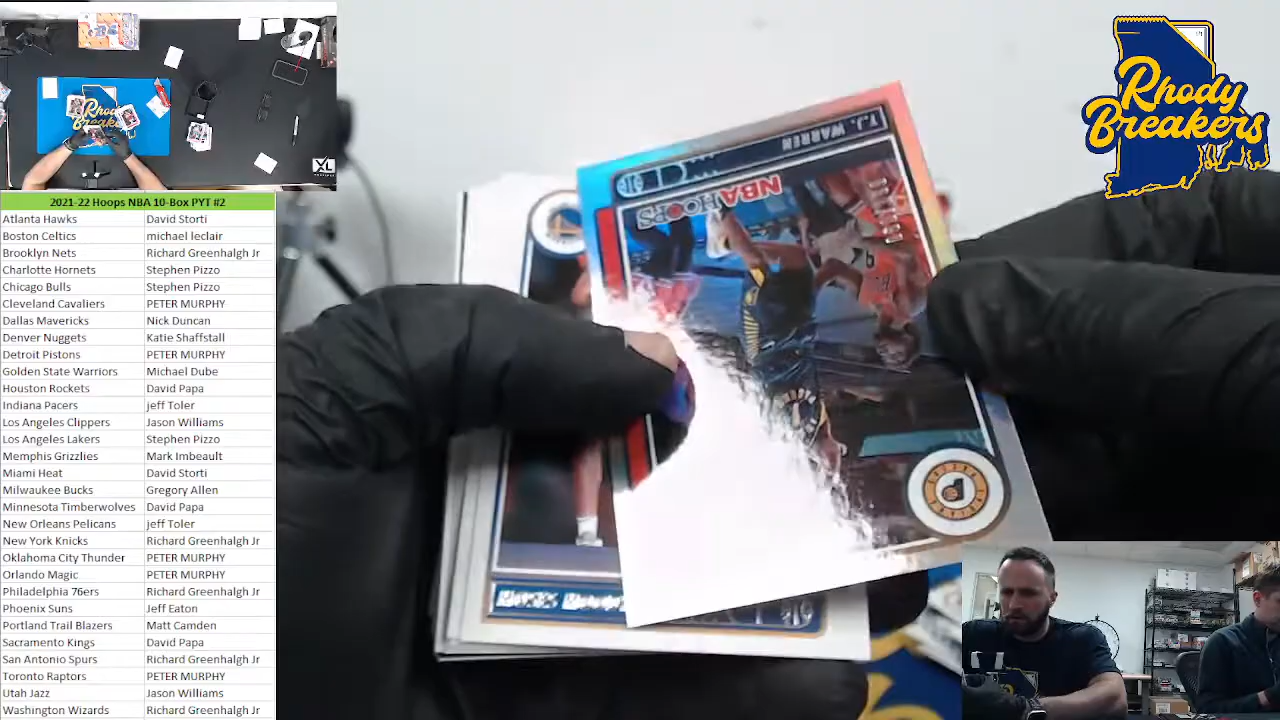 2021-22 Hoops NBA 10-Box PYT #2
Atlanta Hawks David Storti
Boston Celtics michael leclair
Brooklyn Nets Richard Greenhalgh Jr
Charlotte Hornets Stephen Pizzo
Chicago Bulls Stephen Pizzo
Cleveland Cavaliers PETER MURPHY
Dallas Mavericks Nick Duncan
Denver Nuggets Katie Shaffstall
Detroit Pistons PETER MURPHY
Golden State Warriors Michael Dube
Houston Rockets David Papa
Indiana Pacers jeff Toler
Los Angeles Clippers Jason Williams
Los Angeles Lakers Stephen Pizzo
Memphis Grizzlies Mark Imbeault
Miami Heat David Storti
Milwaukee Bucks Gregory Allen
Minnesota Timberwolves David Papa
New Orleans Pelicans jeff Toler
New York Knicks Richard Greenhalgh Jr
Oklahoma City Thunder PETER MURPHY
Orlando Magic PETER MURPHY
Philadelphia 76ers Richard Greenhalgh Jr
Phoenix Suns Jeff Eaton
Portland Trail Blazers Matt Camden
Sacramento Kings David Papa
San Antonio Spurs Richard Greenhalgh Jr
Toronto Raptors PETER MURPHY
Utah Jazz Jason Williams
Washington Wizards Richard Greenhalgh Jr
Rhody
Breakers
XL
T.J. WARREN
NBA HOOPS
Rhody
Breakers